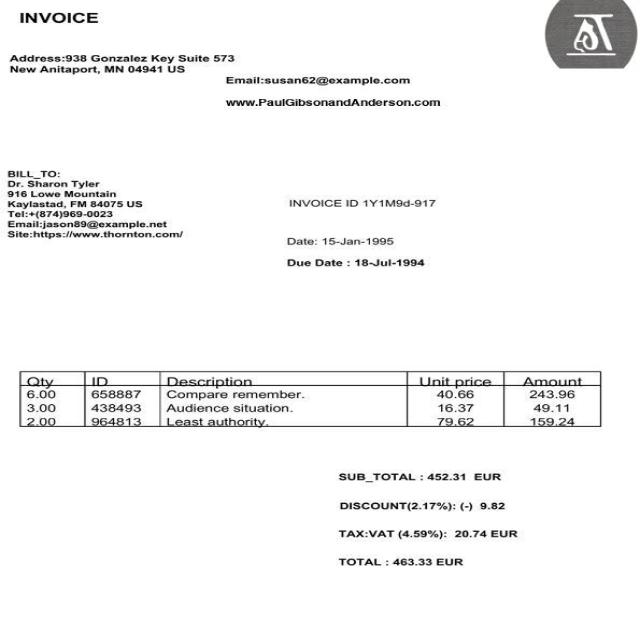 INVOICE
Address:938 Gonzalez Key Suite 573
New Anitaport, MN 04941 US
Email:susan62@example.com
www.PaulGibsonandAnderson.com
BILL_TO:
Dr. Sharon Tyler
916 Lowe Mountain
Kaylastad, FM 84075 US
Tel:+(874)969-0023
Email:jason89@example.net
Site:https://www.thornton.com/
INVOICE ID 1Y1M9d-917
Date: 15-Jan-1995
Due Date : 18-Jul-1994
Qty ID Description Unit price Amount
6.00 658887 Compare remember. 40.66 243.96
3.00 438493 Audience situation. 16.37 49.11
2.00 964813 Least authority. 79.62 159.24
SUB_TOTAL : 452.31 EUR
DISCOUNT(2.17%): (-) 9.82
TAX:VAT (4.59%): 20.74 EUR
TOTAL : 463.33 EUR